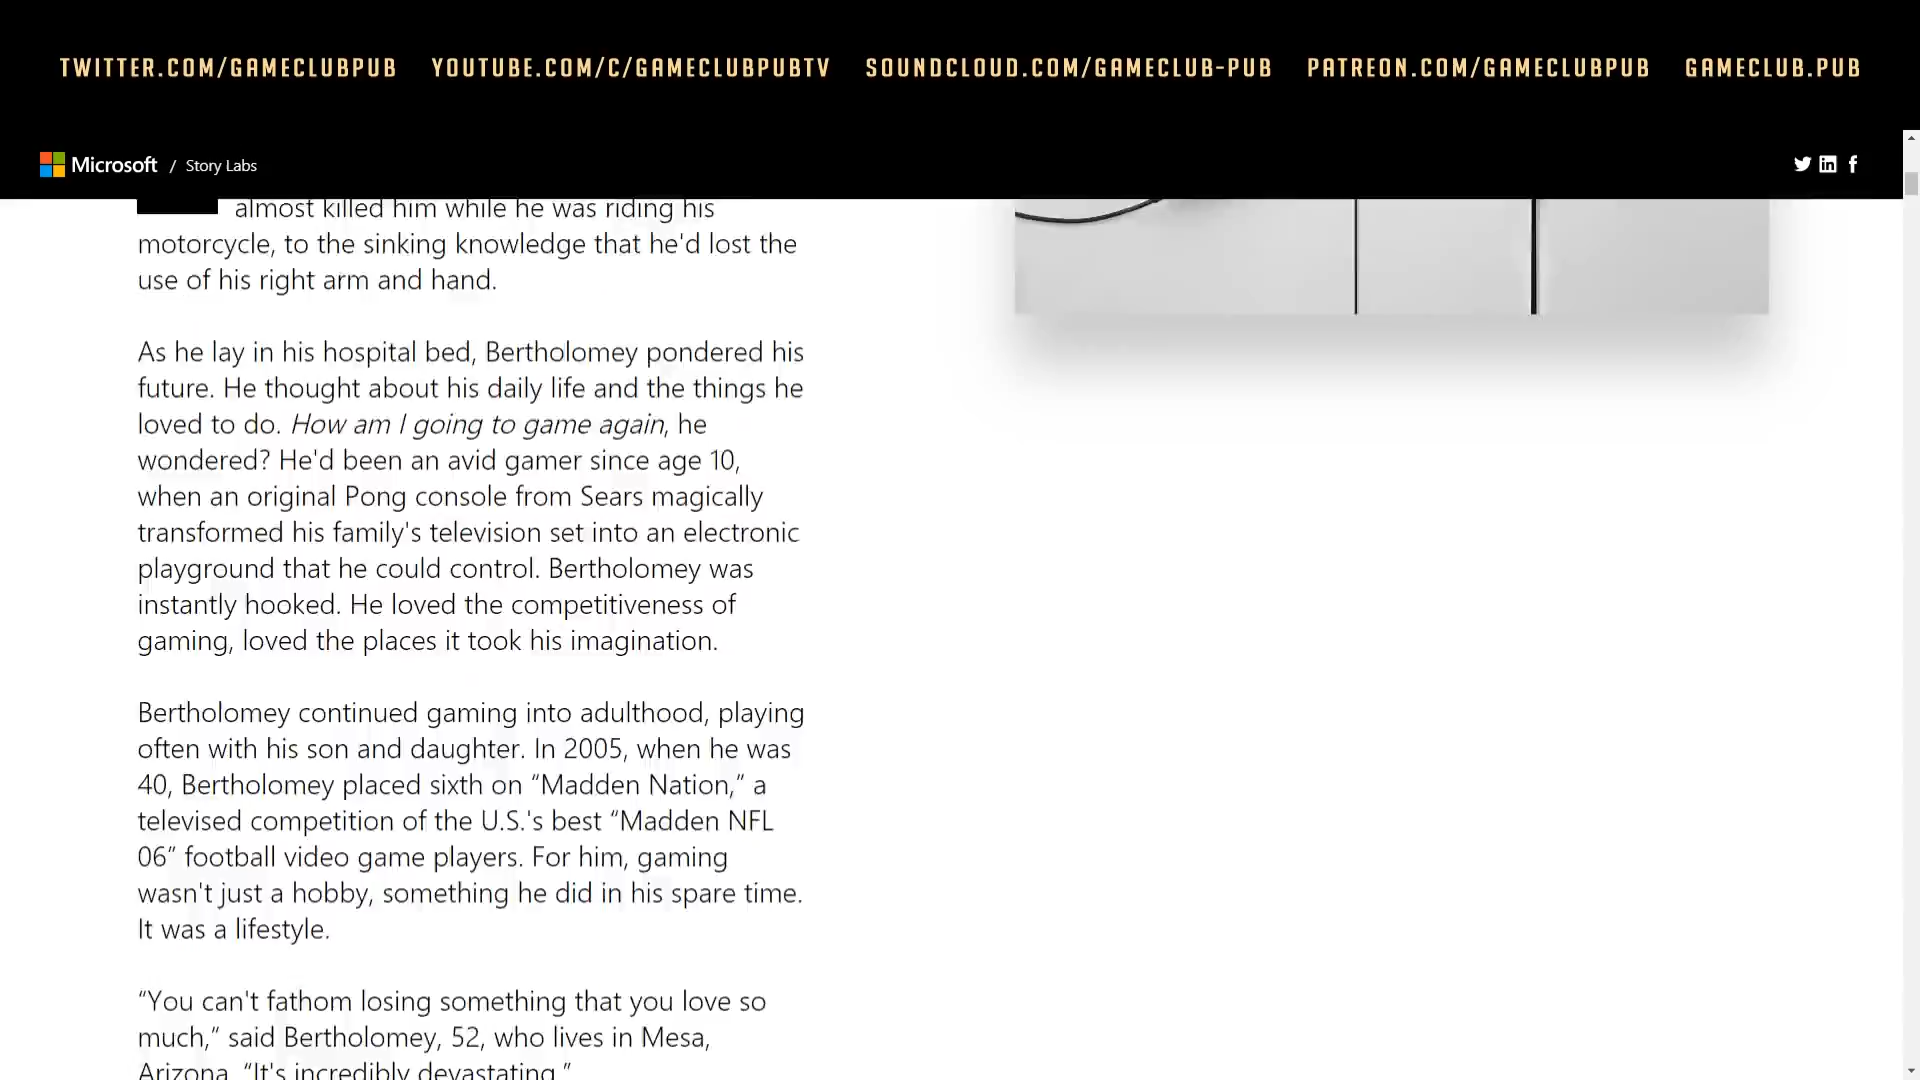 TWITTER.COM/GAMECLUBPUB YOUTUBE.COM/C/GAMECLUBPUBTV SOUNDCLOUD.COM/GAMECLUB-PUB PATREON.COM/GAMECLUBPUB GAMECLUB.PUB
Microsoft / Story Labs
almost killed him while he was riding his
motorcycle, to the sinking knowledge that he'd lost the
use of his right arm and hand.
As he lay in his hospital bed, Bertholomey pondered his
future. He thought about his daily life and the things he
loved to do. How am I going to game again, he
wondered? He'd been an avid gamer since age 10,
when an original Pong console from Sears magically
transformed his family's television set into an electronic
playground that he could control. Bertholomey was
instantly hooked. He loved the competitiveness of
gaming, loved the places it took his imagination.
Bertholomey continued gaming into adulthood, playing
often with his son and daughter. In 2005, when he was
40, Bertholomey placed sixth on “Madden Nation,” a
televised competition of the U.S.'s best “Madden NFL
06” football video game players. For him, gaming
wasn't just a hobby, something he did in his spare time.
It was a lifestyle.
“You can't fathom losing something that you love so
much,” said Bertholomey, 52, who lives in Mesa,
Arizona. “It's incredibly devastating.”